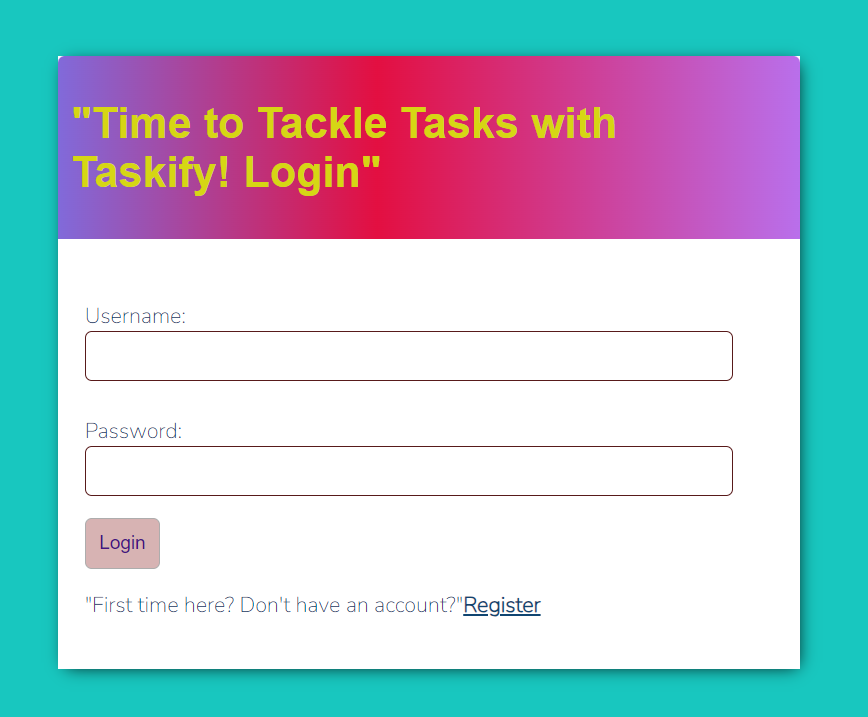 "Time to Tackle Tasks with
Taskify! Login"
Username:
Password:
Login
"First time here? Don't have an account?"Register